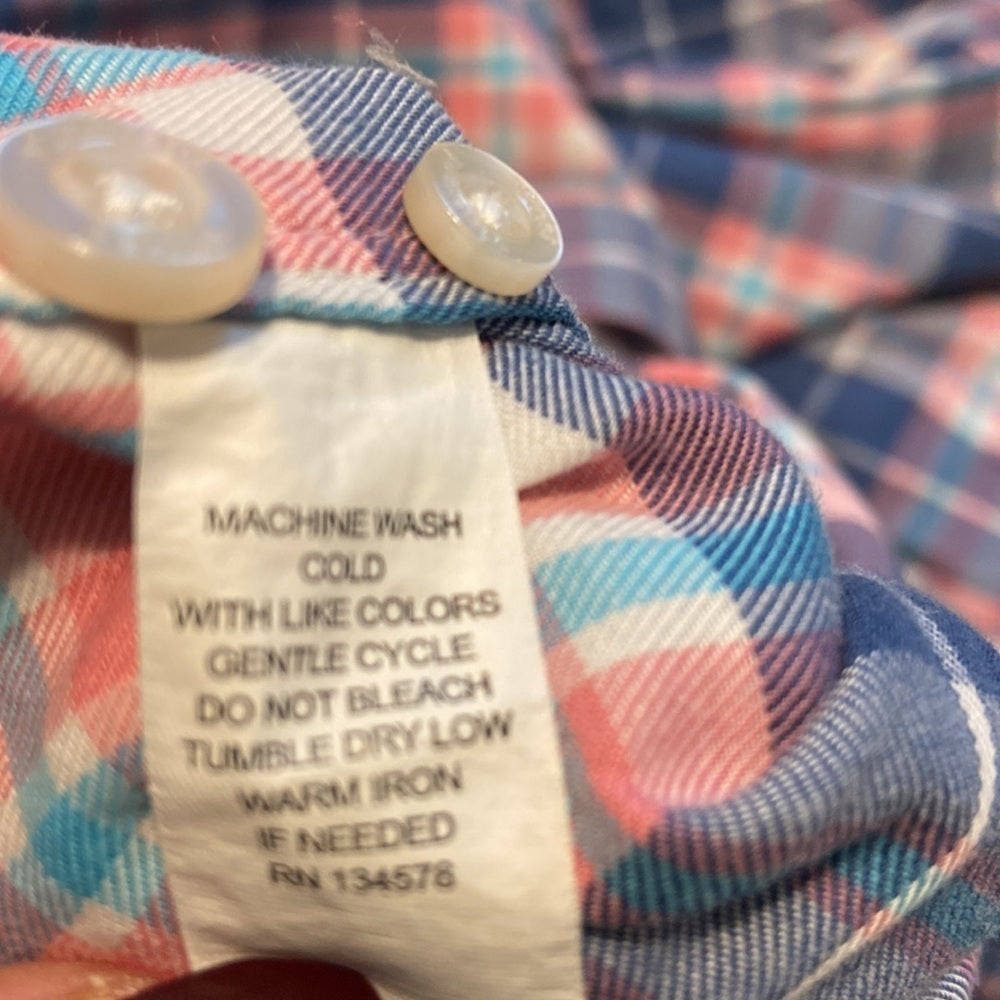 MACHINE WASH
COLD
WITH LIKE COLORS
GENTLE CYCLE
DO NOT BLEACH
TUMBLE DRY LOW
WARM IRON
IF NEEDED
RN 134578